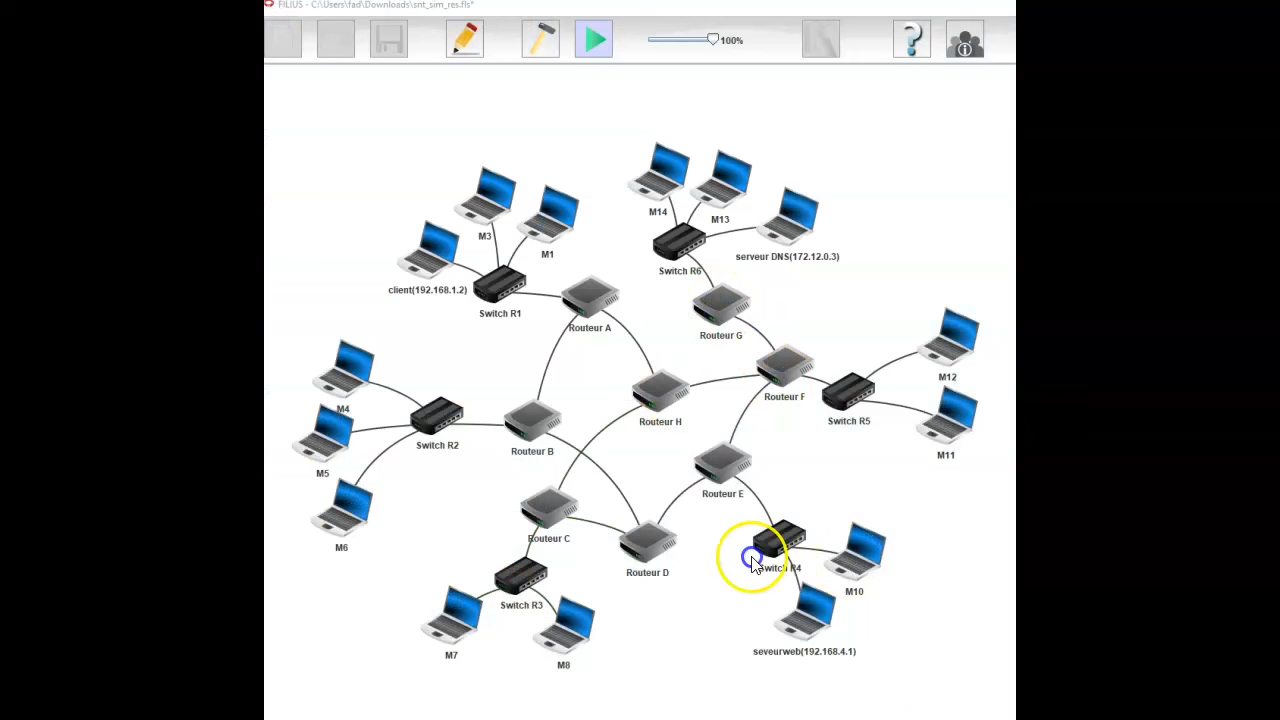 FILIUS - C:\Users\fad\Downloads\snt_sim_res.fls*
100%
M14
M13
M3
M1
serveur DNS(172.12.0.3)
Switch R6
client(192.168.1.2)
Switch R1
Routeur A
Routeur G
M12
M4
Routeur F
Switch R5
Routeur H
Switch R2
Routeur B
M11
M5
Routeur E
Routeur C
M6
Switch R4
Routeur D
M10
Switch R3
seveurweb(192.168.4.1)
M7
M8